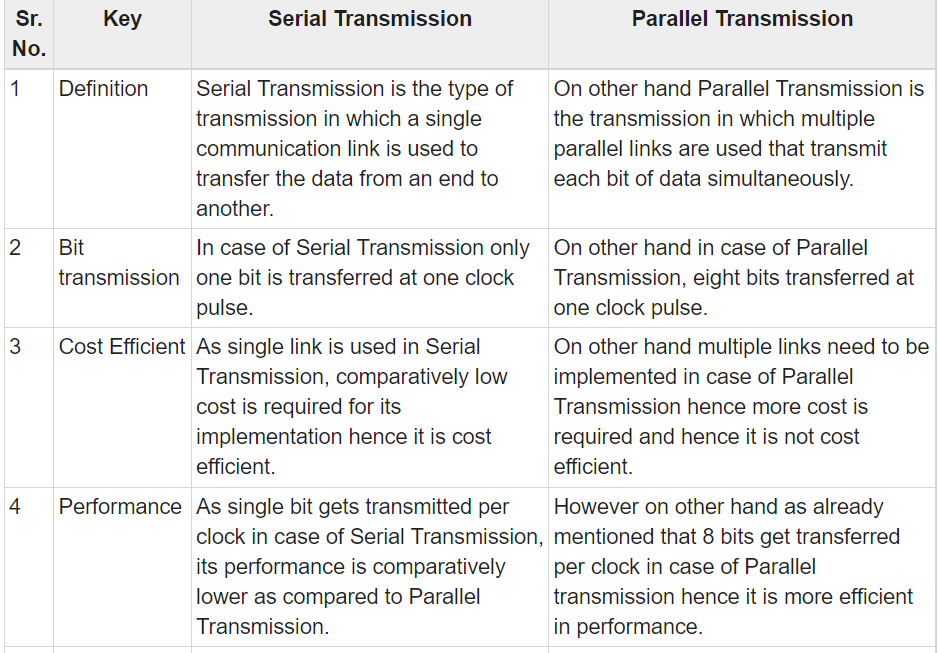 Sr. No.
Key
Serial Transmission
Parallel Transmission
1
Definition
Serial Transmission is the type of
transmission in which a single
communication link is used to
transfer the data from an end to
another.
On other hand Parallel Transmission is
the transmission in which multiple
parallel links are used that transmit
each bit of data simultaneously.
2
Bit
transmission
In case of Serial Transmission only
one bit is transferred at one clock
pulse.
On other hand in case of Parallel
Transmission, eight bits transferred at
one clock pulse.
3
Cost Efficient
As single link is used in Serial
Transmission, comparatively low
cost is required for its
implementation hence it is cost
efficient.
On other hand multiple links need to be
implemented in case of Parallel
Transmission hence more cost is
required and hence it is not cost
efficient.
4
Performance
As single bit gets transmitted per
clock in case of Serial Transmission,
its performance is comparatively
lower as compared to Parallel
Transmission.
However on other hand as already
mentioned that 8 bits get transferred
per clock in case of Parallel
transmission hence it is more efficient
in performance.